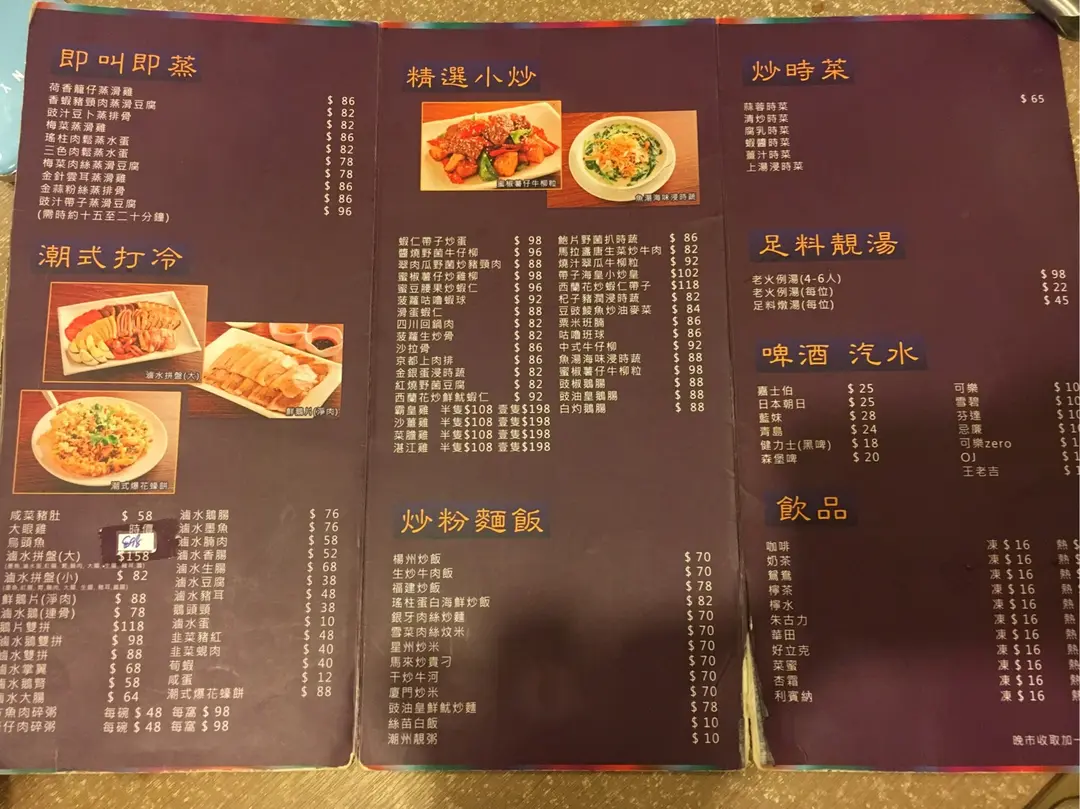 即叫即蒸
荷香龍仔蒸滑雞 $ 86
香蝦豬頸肉蒸滑豆腐 $ 82
豉汁豆卜蒸排骨 $ 82
梅菜蒸滑雞 $ 86
瑤柱肉鬆蒸水蛋 $ 82
三色肉鬆蒸水蛋 $ 78
梅菜肉絲蒸滑豆腐 $ 78
金針雲耳蒸滑雞 $ 86
金蒜粉絲蒸排骨 $ 86
豉汁帶子蒸滑豆腐 $ 96
(需時約十五至二十分鐘)
潮式打冷
滷水拼盤(大)
鮮鵝片(淨肉)
潮式爆花蠔餅
咸菜豬肚 $ 58
大眼雞 時價
烏頭魚
滷水拼盤(大) $158
滷水拼盤(小) $ 82
鮮鵝片(淨肉) $ 88
滷水鵝(連骨) $ 78
鵝片雙拼 $118
滷水鵝雙拼 $ 98
滷水雙拼 $ 88
滷水掌翼 $ 68
滷水鵝腎 $ 58
滷水大腸 $ 64
魚肉碎粥 每碗 $ 48 每窩 $ 98
仔肉碎粥 每碗 $ 48 每窩 $ 98
滷水鵝腸 $ 76
滷水墨魚 $ 76
滷水腩肉 $ 58
滷水香腸 $ 52
滷水生腸 $ 68
滷水豆腐 $ 38
滷水豬耳 $ 48
鵝頭頸 $ 38
滷水蛋 $ 10
韭菜豬紅 $ 48
韭菜蜆肉 $ 40
荀蝦 $ 40
咸蛋 $ 12
潮式爆花蠔餅 $ 88
精選小炒
蜜椒薯仔牛柳粒
魚湯海味浸時蔬
蝦仁帶子炒蛋 $ 98
醬燒野菌牛仔柳 $ 96
翠肉瓜野菌炒豬頸肉 $ 88
蜜椒薯仔炒雞柳 $ 98
蜜豆腰果炒蝦仁 $ 96
菠蘿咕嚕蝦球 $ 92
滑蛋蝦仁 $ 88
四川回鍋肉 $ 82
菠蘿生炒骨 $ 82
沙拉骨 $ 86
京都上肉排 $ 86
金銀蛋浸時蔬 $ 82
紅燒野菌豆腐 $ 82
西蘭花炒鮮魷蝦仁 $ 92
霸皇雞 半隻$108 壹隻$198
沙薑雞 半隻$108 壹隻$198
菜膽雞 半隻$108 壹隻$198
湛江雞 半隻$108 壹隻$198
鮑片野菌扒時蔬 $ 86
馬拉盞唐生菜炒牛肉 $ 82
燒汁翠瓜牛柳粒 $ 92
帶子海皇小炒皇 $102
西蘭花炒蝦仁帶子 $118
杞子豬潤浸時蔬 $ 82
豆豉鯪魚炒油麥菜 $ 84
粟米班腩 $ 86
咕嚕班球 $ 86
中式牛仔柳 $ 92
魚湯海味浸時蔬 $ 88
蜜椒薯仔牛柳粒 $ 98
豉椒鵝腸 $ 88
豉油皇鵝腸 $ 88
白灼鵝腸 $ 88
炒粉麵飯
楊州炒飯 $ 70
生炒牛肉飯 $ 70
福建炒飯 $ 78
瑤柱蛋白海鮮炒飯 $ 82
銀牙肉絲炒麵 $ 70
雪菜肉絲炆米 $ 70
星州炒米 $ 70
馬來炒貴刁 $ 70
干炒牛河 $ 70
廈門炒米 $ 70
豉油皇鮮魷炒麵 $ 78
絲苗白飯 $ 10
潮州靚粥 $ 10
炒時菜
蒜蓉時菜 $ 65
清炒時菜
腐乳時菜
蝦醬時菜
薑汁時菜
上湯浸時菜
足料靚湯
老火例湯(4-6人) $ 98
老火例湯(每位) $ 22
足料燉湯(每位) $ 45
啤酒 汽水
嘉士伯 $ 25
日本朝日 $ 25
藍妹 $ 28
青島 $ 24
健力士(黑啤) $ 18
森堡啤 $ 20
可樂 $ 10
雪碧 $ 10
芬達 $ 10
忌廉 $ 1
可樂zero $ 1
OJ $ 1
王老吉 $
飲品
咖啡 凍 $ 16 熱 $
奶茶 凍 $ 16 熱 $
鴛鴦 凍 $ 16 熱
檸茶 凍 $ 16 熱
檸水 凍 $ 16 熱
朱古力 凍 $ 16 熱
華田 凍 $ 16 熱
好立克 凍 $ 16 熱
菜蜜 凍 $ 16 熱
杏霜 凍 $ 16 熱
利賓納 凍 $ 16 熱
晚市收取加一